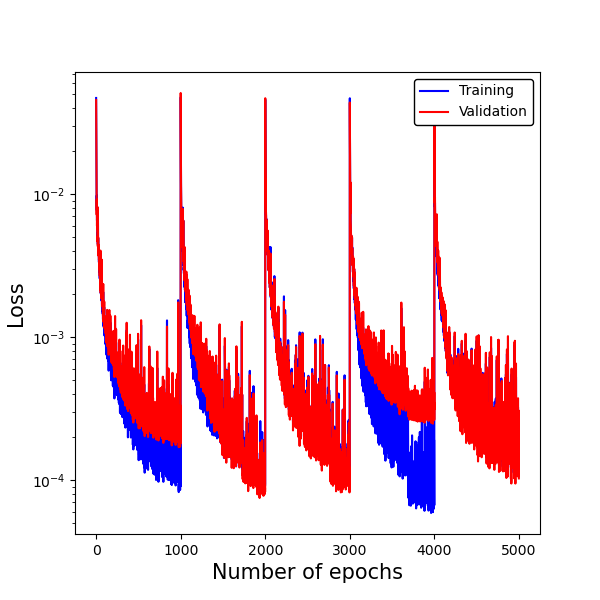 Training
Validation
Loss
10⁻²
10⁻³
10⁻⁴
0 1000 2000 3000 4000 5000
Number of epochs